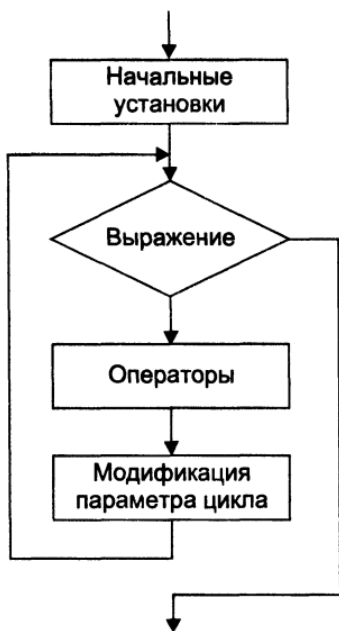 Начальные
установки
Выражение
Операторы
Модификация
параметра цикла